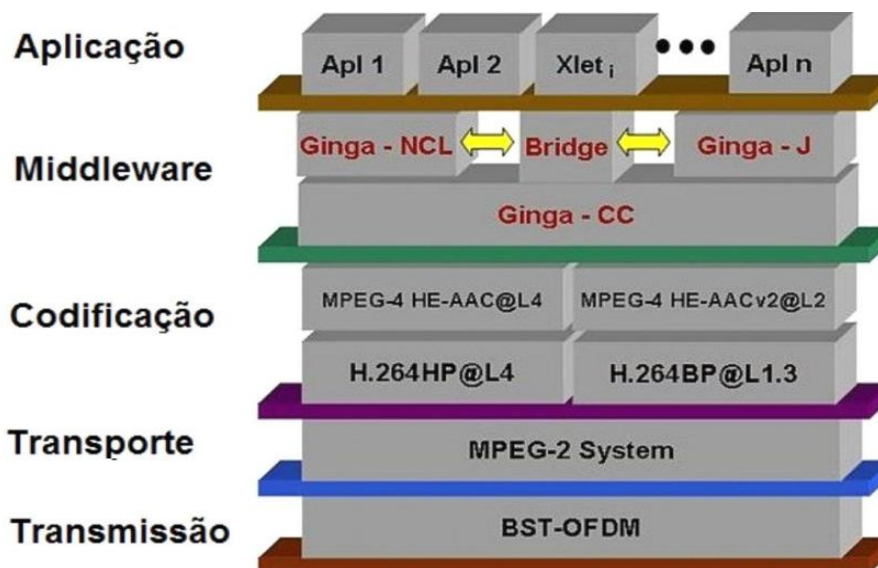 Aplicação
Apl 1 Apl 2 Xlet i ••• Apl n
Middleware
Ginga - NCL Bridge Ginga - J
Ginga - CC
Codificação
MPEG-4 HE-AAC@L4 MPEG-4 HE-AACv2@L2
H.264HP@L4 H.264BP@L1.3
Transporte
MPEG-2 System
Transmissão
BST-OFDM